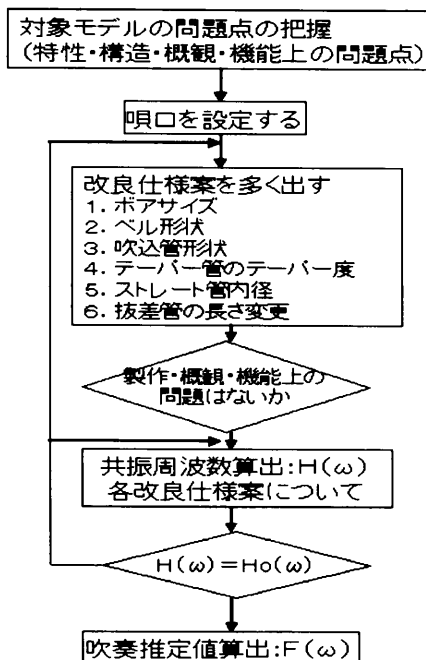 対象モデルの問題点の把握
(特性・構造・概観・機能上の問題点)
唄口を設定する
改良仕様案を多く出す
1. ボアサイズ
2. ベル形状
3. 吹込管形状
4. テーパー管のテーパー度
5. ストレート管内径
6. 抜差管の長さ変更
製作・概観・機能上の
問題はないか
共振周波数算出:H(ω)
各改良仕様案について
H(ω)=Ho(ω)
吹奏推定値算出:F(ω)